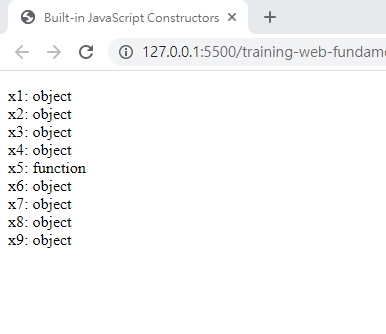 Built-in JavaScript Constructors
127.0.0.1:5500/training-web-fundam
x1: object
x2: object
x3: object
x4: object
x5: function
x6: object
x7: object
x8: object
x9: object